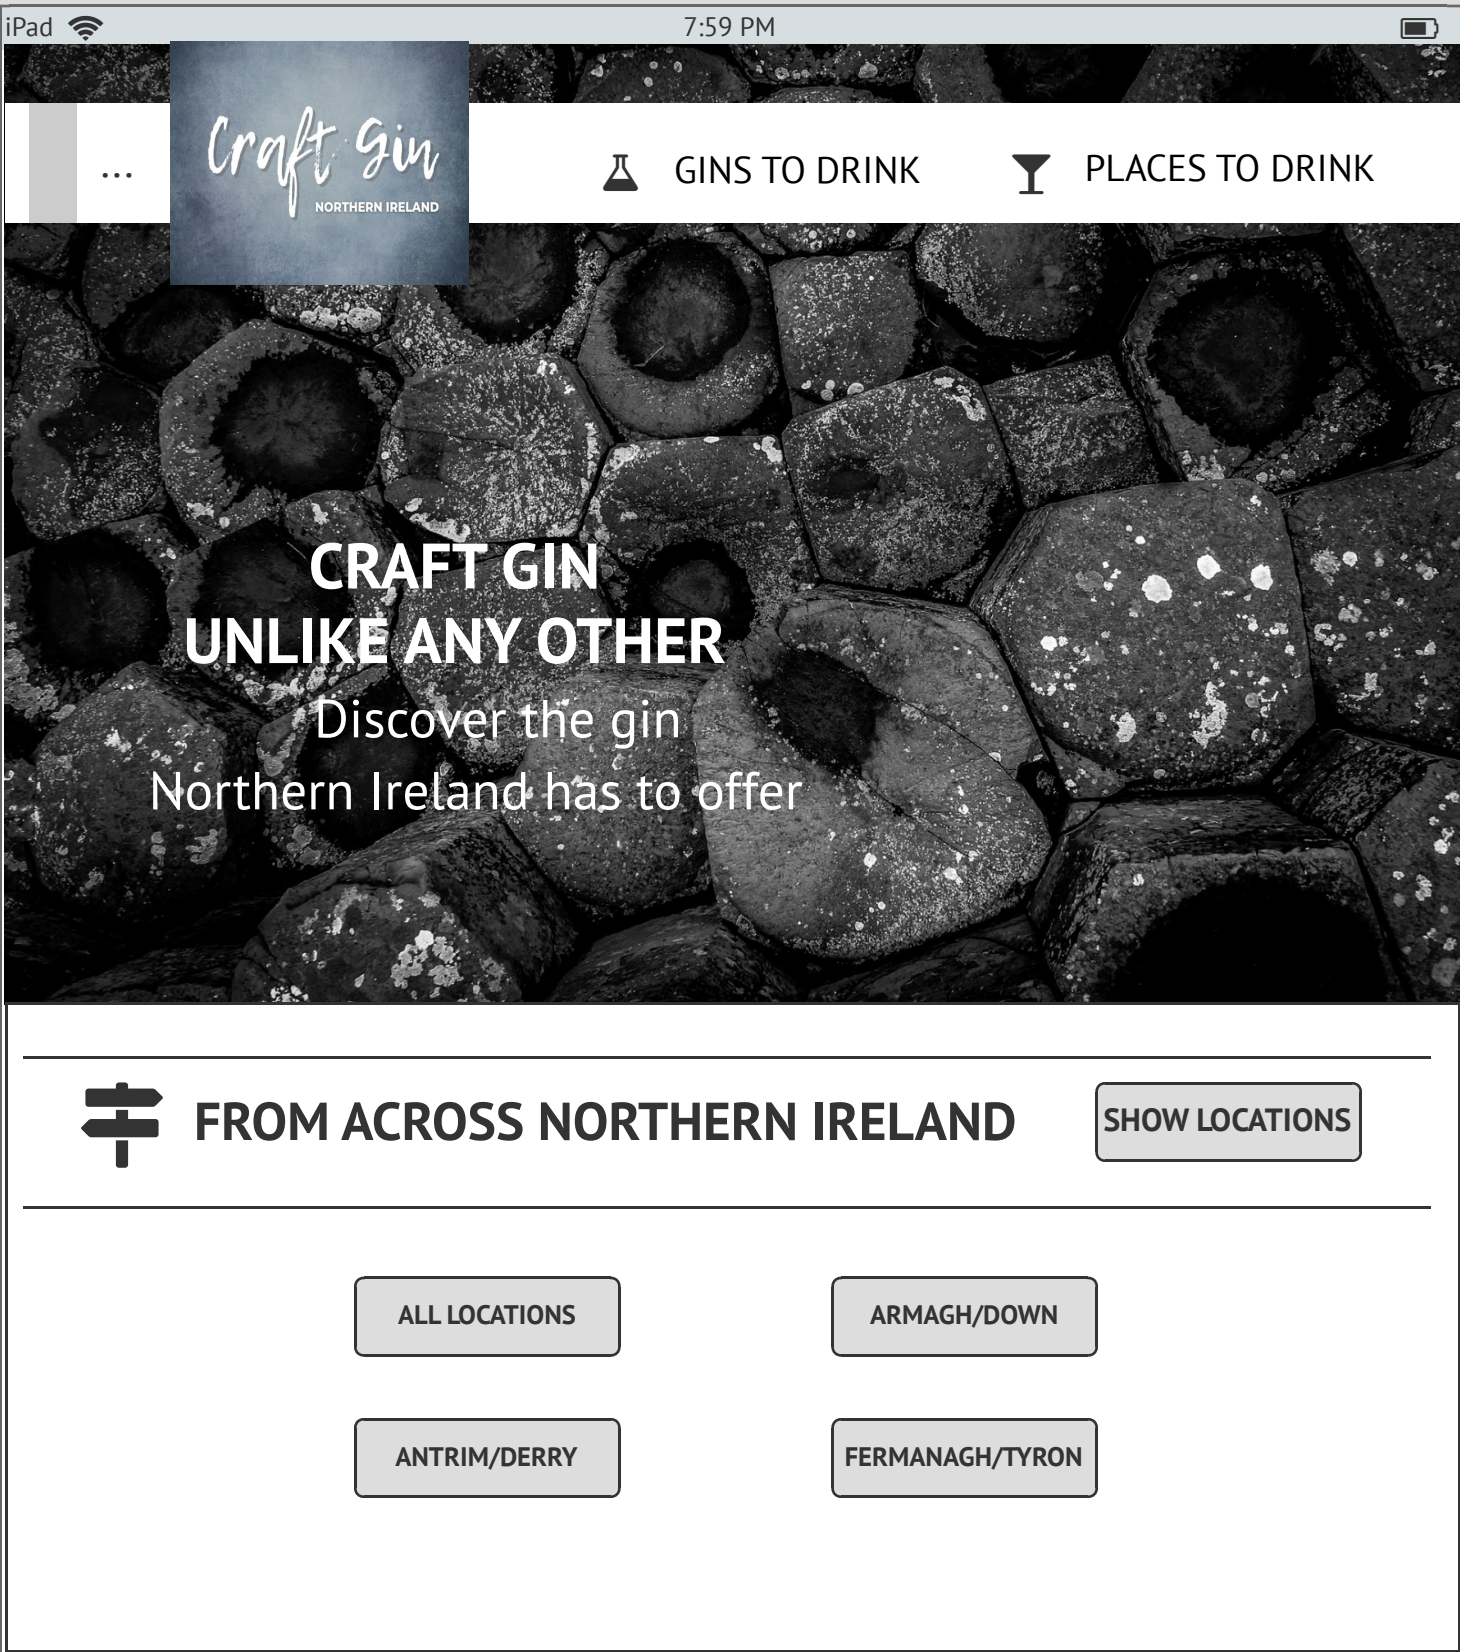 iPad
7:59 PM
...
Craft Gin
NORTHERN IRELAND
GINS TO DRINK
PLACES TO DRINK
CRAFT GIN
UNLIKE ANY OTHER
Discover the gin
Northern Ireland has to offer
FROM ACROSS NORTHERN IRELAND
SHOW LOCATIONS
ALL LOCATIONS
ARMAGH/DOWN
ANTRIM/DERRY
FERMANAGH/TYRON